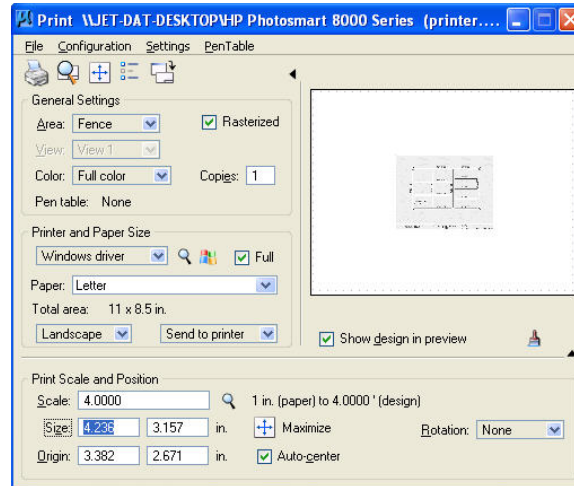 Print \\JET-DAT-DESKTOP\HP Photosmart 8000 Series (printer....
File Configuration Settings PenTable
General Settings
Area: Fence Rasterized
View: View 1
Color: Full color Copies: 1
Pen table: None
Printer and Paper Size
Windows driver Full
Paper: Letter
Total area: 11 x 8.5 in.
Landscape Send to printer
Show design in preview
Print Scale and Position
Scale: 4.0000 1 in. (paper) to 4.0000 ' (design)
Size: 4.236 3.157 in. Maximize Rotation: None
Origin: 3.382 2.671 in. Auto-center